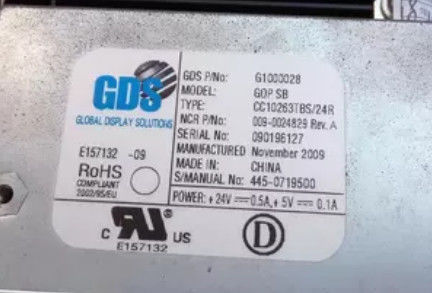 GDS
GLOBAL DISPLAY SOLUTIONS
E157132 -09
RoHS
COMPLIANT
2002/95/EU
GDS P/No: G1000028
MODEL: GOP SB
TYPE: CC10263TBS/24R
NCR P/No: 009-0024829 Rev. A
SERIAL No: 090196127
MANUFACTURED November 2009
MADE IN: CHINA
S/MANUAL No: 445-0719500
POWER: + 24V ⎓ 0.5A, + 5V ⎓ 0.1A
C RU US
E157132
D